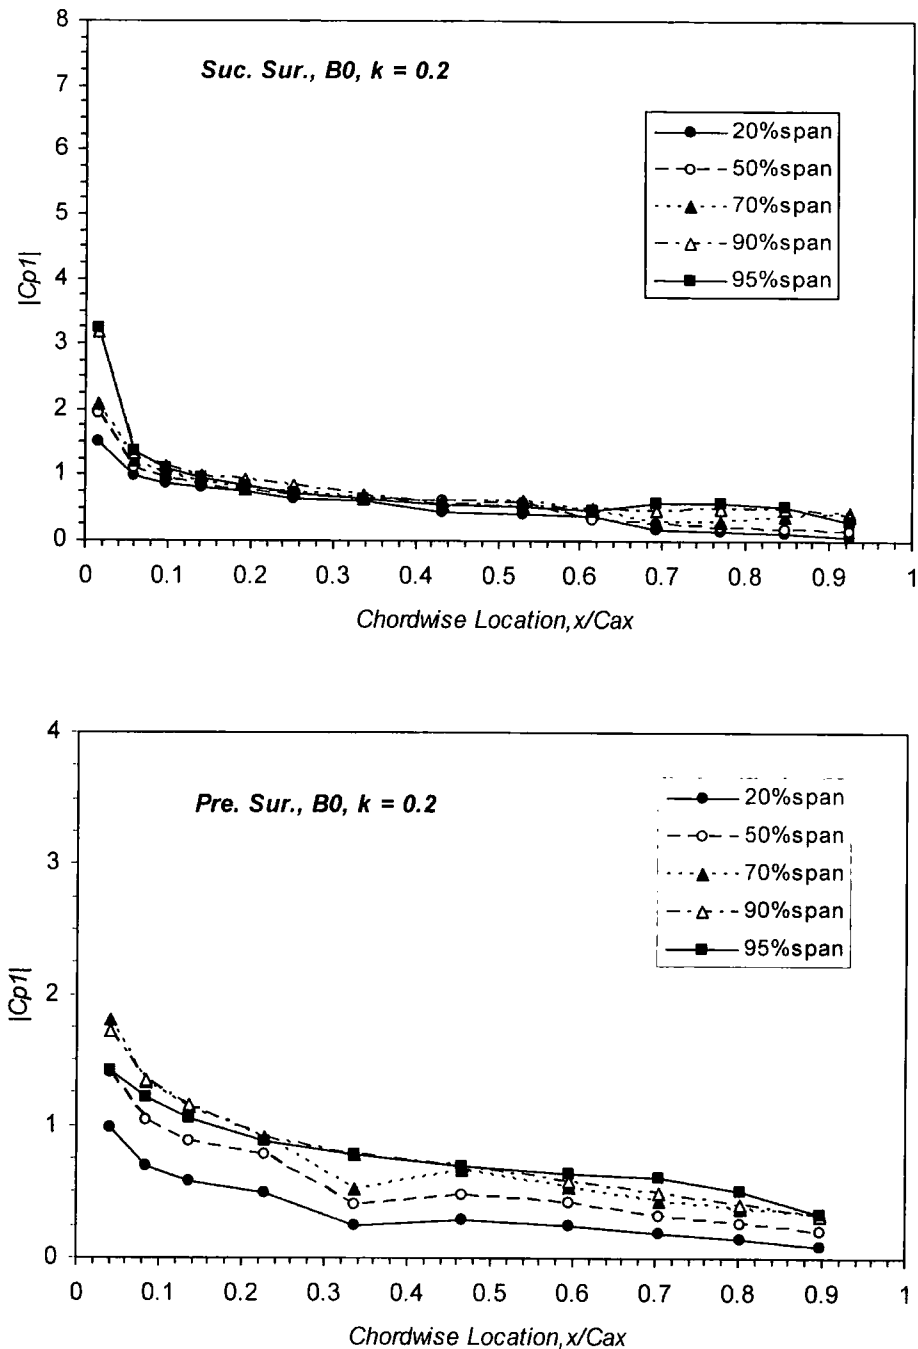 8
Suc. Sur., B0, k = 0.2
7
20%span
6
50%span
5
70%span
4
90%span
95%span
|Cp1|
3
2
1
0
0 0.1 0.2 0.3 0.4 0.5 0.6 0.7 0.8 0.9 1
Chordwise Location,x/Cax
4
Pre. Sur., B0, k = 0.2
20%span
50%span
3
70%span
90%span
95%span
2
|Cp1|
1
0
0 0.1 0.2 0.3 0.4 0.5 0.6 0.7 0.8 0.9 1
Chordwise Location,x/Cax